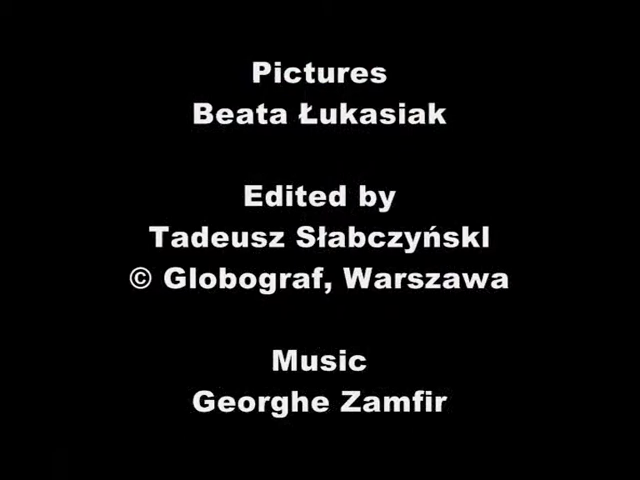 Pictures
Beata Łukasiak
Edited by
Tadeusz Słabczyńskl
© Globograf, Warszawa
Music
Georghe Zamfir